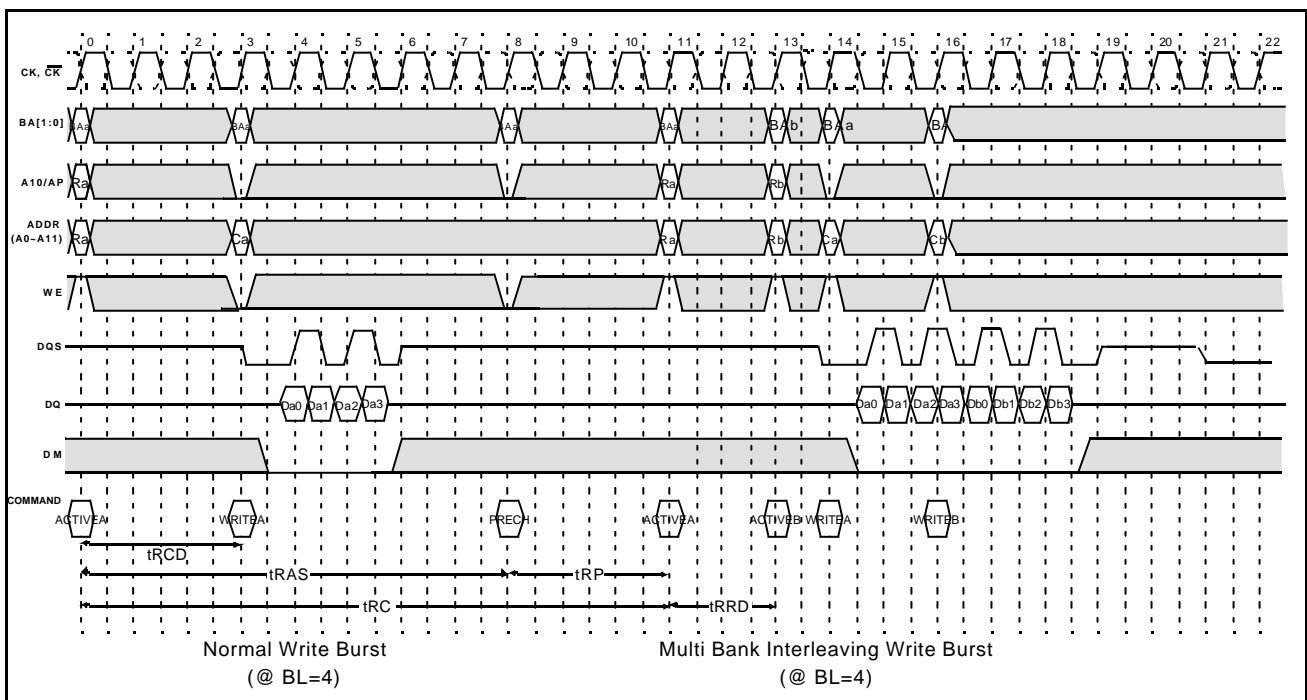 0 1 2 3 4 5 6 7 8 9 10 11 12 13 14 15 16 17 18 19 20 21 22
CK, CK
BA[1:0] BAa BAa BAa BAa BAb BAa BA
A10/AP Ra Ra Rb
ADDR
(A0~A11) Ra Ca Ra Rb Ca Cb
WE
DQS
DQ Da0 Da1 Da2 Da3 Da0 Da1 Da2 Da3 Db0 Db1 Db2 Db3
DM
COMMAND
ACTIVEA WRITEA PRECH ACTIVEA ACTIVEB WRITEA WRITEB
tRCD
tRAS tRP
tRC tRRD
Normal Write Burst Multi Bank Interleaving Write Burst
(@ BL=4) (@ BL=4)